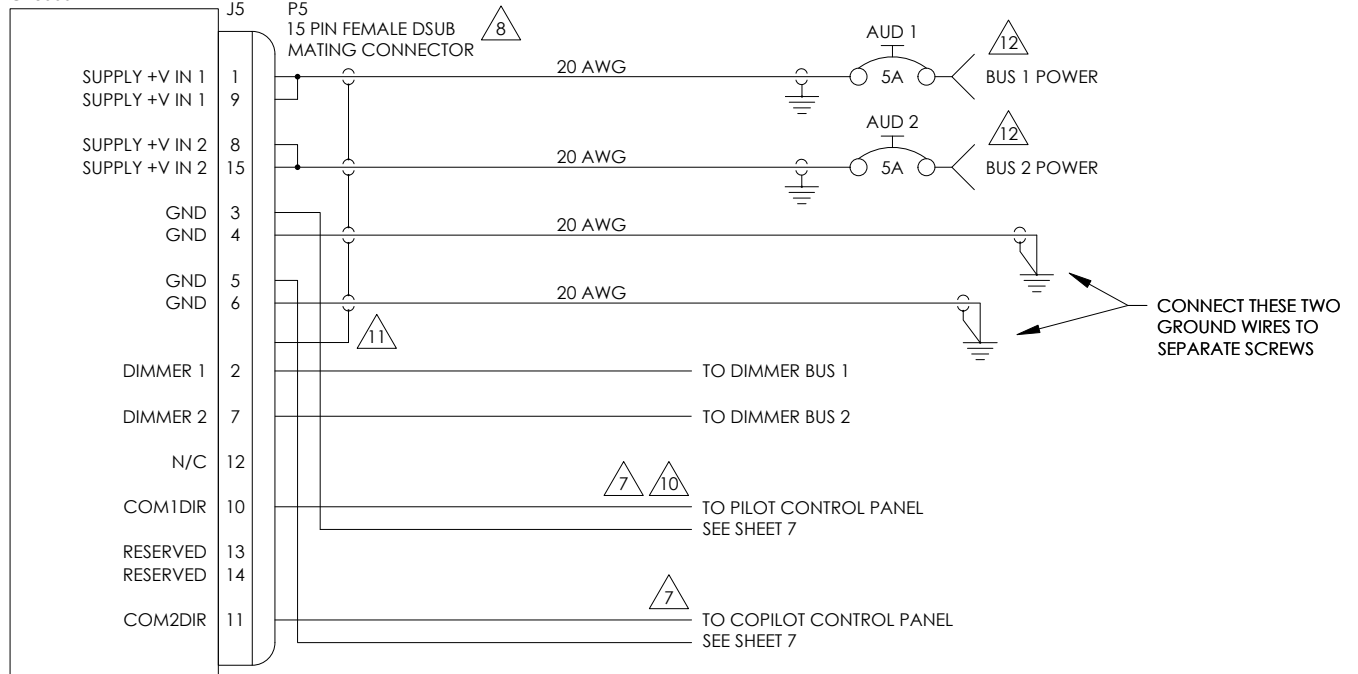 J5
P5
15 PIN FEMALE DSUB
MATING CONNECTOR
8
AUD 1
12
SUPPLY +V IN 1 1
20 AWG
5A
BUS 1 POWER
SUPPLY +V IN 1 9
AUD 2
12
SUPPLY +V IN 2 8
SUPPLY +V IN 2 15
20 AWG
5A
BUS 2 POWER
GND 3
GND 4
20 AWG
GND 5
GND 6
20 AWG
CONNECT THESE TWO
GROUND WIRES TO
SEPARATE SCREWS
11
DIMMER 1 2
TO DIMMER BUS 1
DIMMER 2 7
TO DIMMER BUS 2
N/C 12
7 10
COM1DIR 10
TO PILOT CONTROL PANEL
SEE SHEET 7
RESERVED 13
RESERVED 14
7
COM2DIR 11
TO COPILOT CONTROL PANEL
SEE SHEET 7